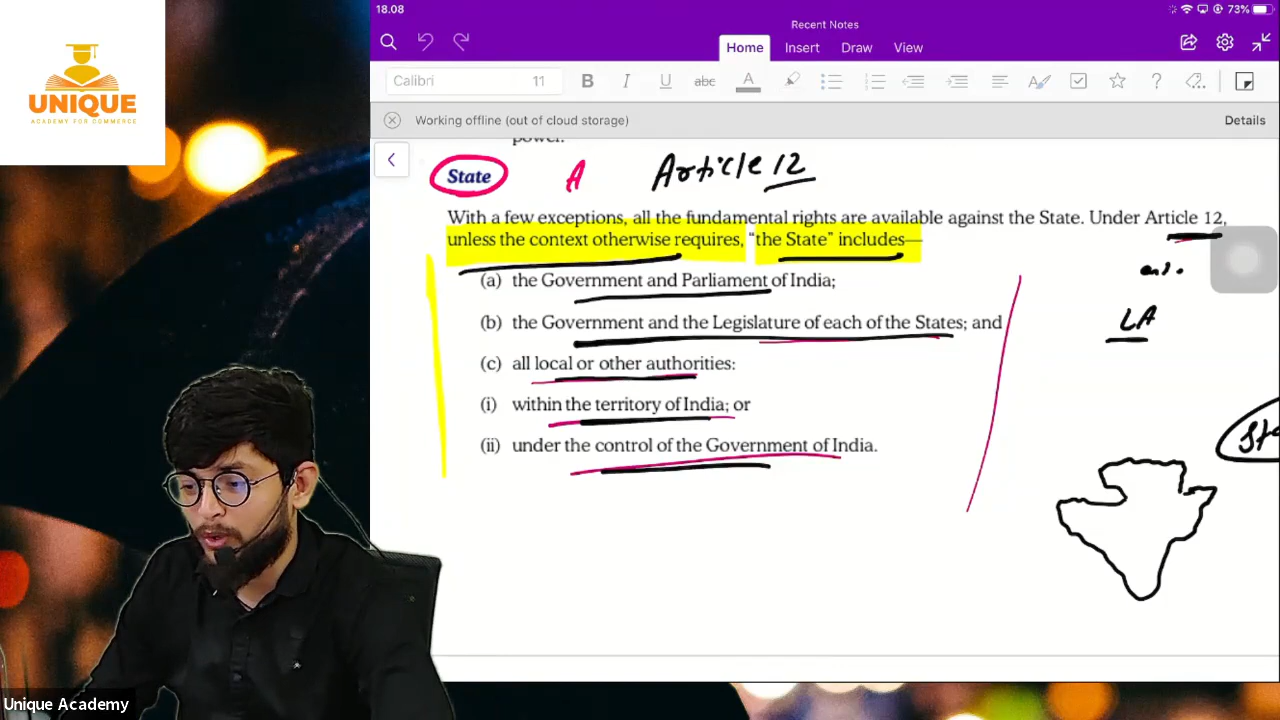 18.08
73%
Recent Notes
Home Insert Draw View
Calibri 11 B I U abc A
Working offline (out of cloud storage) Details
UNIQUE
ACADEMY FOR COMMERCE
power.
State A Article 12
With a few exceptions, all the fundamental rights are available against the State. Under Article 12,
unless the context otherwise requires, “the State” includes—
(a) the Government and Parliament of India;
(b) the Government and the Legislature of each of the States; and
LA
(c) all local or other authorities:
(i) within the territory of India; or
(ii) under the control of the Government of India.
Unique Academy